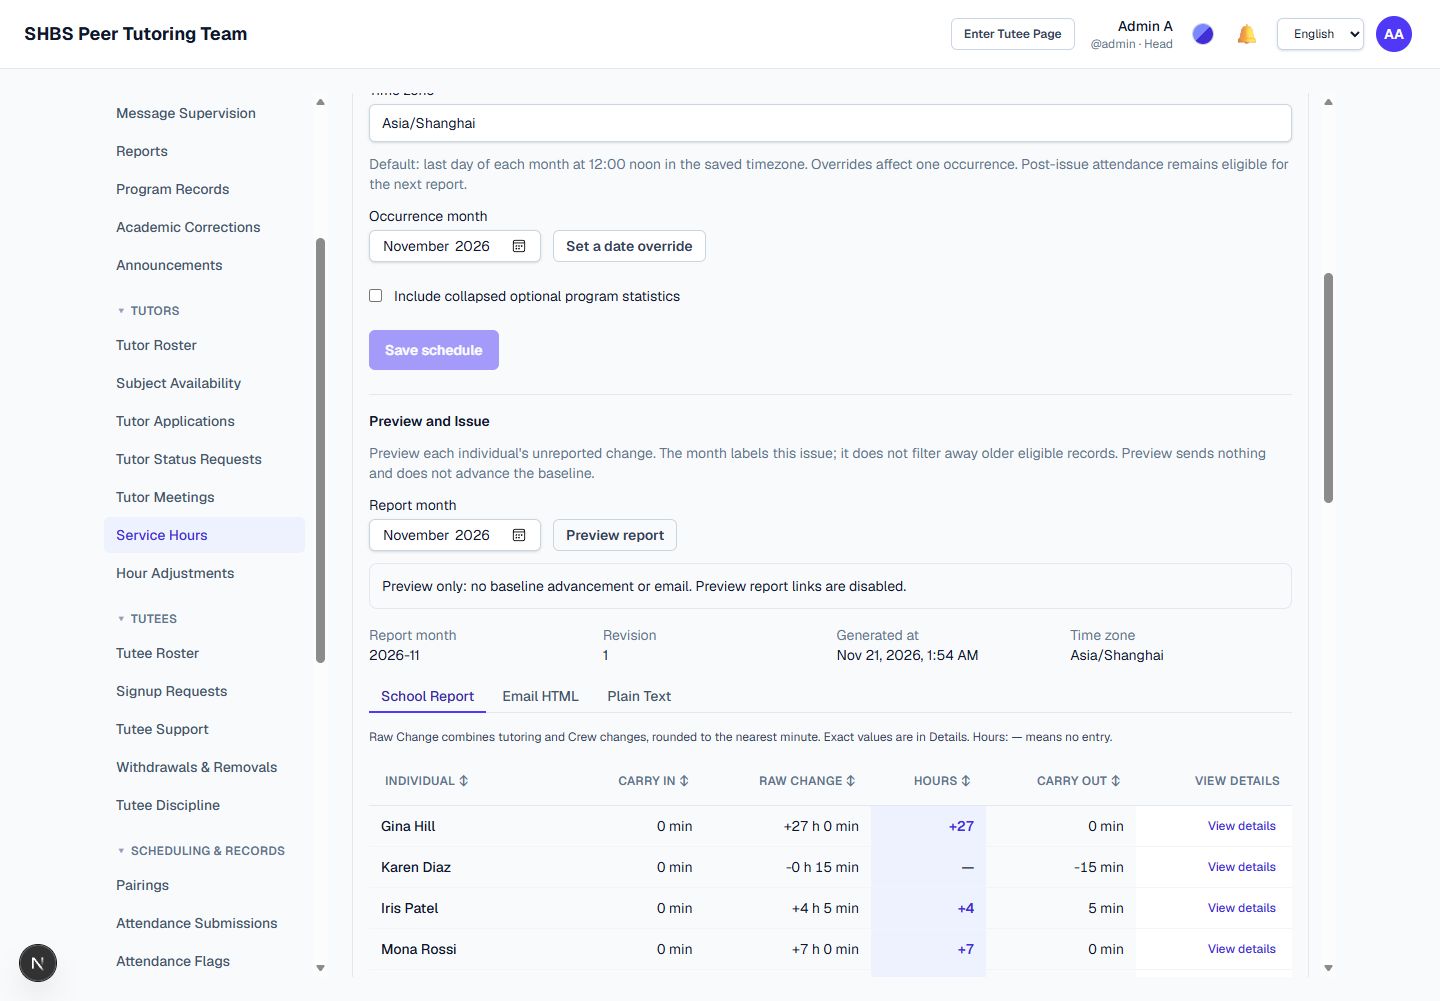 SHBS Peer Tutoring Team
Enter Tutee Page
Admin A
@admin · Head
English
AA
Message Supervision
Reports
Program Records
Academic Corrections
Announcements
TUTORS
Tutor Roster
Subject Availability
Tutor Applications
Tutor Status Requests
Tutor Meetings
Service Hours
Hour Adjustments
TUTEES
Tutee Roster
Signup Requests
Tutee Support
Withdrawals & Removals
Tutee Discipline
SCHEDULING & RECORDS
Pairings
Attendance Submissions
Attendance Flags
N
Time zone
Asia/Shanghai
Default: last day of each month at 12:00 noon in the saved timezone. Overrides affect one occurrence. Post-issue attendance remains eligible for
the next report.
Occurrence month
November 2026
Set a date override
Include collapsed optional program statistics
Save schedule
Preview and Issue
Preview each individual's unreported change. The month labels this issue; it does not filter away older eligible records. Preview sends nothing
and does not advance the baseline.
Report month
November 2026
Preview report
Preview only: no baseline advancement or email. Preview report links are disabled.
Report month Revision Generated at Time zone
2026-11 1 Nov 21, 2026, 1:54 AM Asia/Shanghai
School Report Email HTML Plain Text
Raw Change combines tutoring and Crew changes, rounded to the nearest minute. Exact values are in Details. Hours: — means no entry.
INDIVIDUAL CARRY IN RAW CHANGE HOURS CARRY OUT VIEW DETAILS
Gina Hill 0 min +27 h 0 min +27 0 min View details
Karen Diaz 0 min -0 h 15 min — -15 min View details
Iris Patel 0 min +4 h 5 min +4 5 min View details
Mona Rossi 0 min +7 h 0 min +7 0 min View details